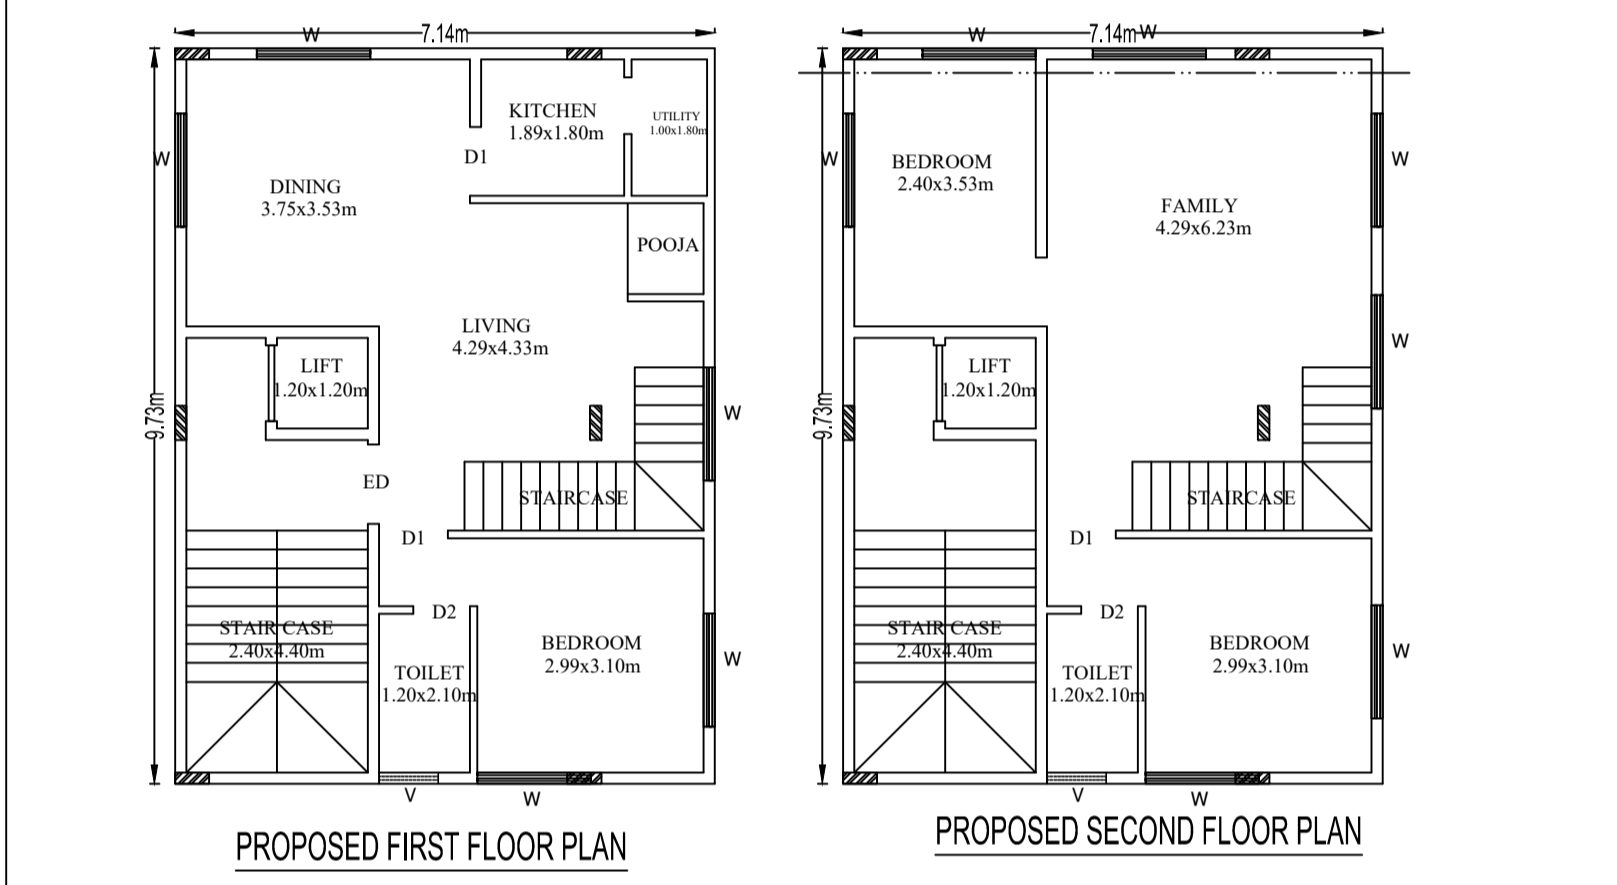 W
7.14m
KITCHEN
1.89x1.80m
UTILITY
1.00x1.80m
W
D1
DINING
3.75x3.53m
POOJA
LIVING
4.29x4.33m
LIFT
1.20x1.20m
9.73m
W
ED
STAIRCASE
D1
D2
STAIR CASE
2.40x4.40m
BEDROOM
2.99x3.10m
W
TOILET
1.20x2.10m
V
W
PROPOSED FIRST FLOOR PLAN
W
7.14m
W
W
BEDROOM
2.40x3.53m
W
FAMILY
4.29x6.23m
W
LIFT
1.20x1.20m
9.73m
STAIRCASE
D1
D2
STAIR CASE
2.40x4.40m
BEDROOM
2.99x3.10m
W
TOILET
1.20x2.10m
V
W
PROPOSED SECOND FLOOR PLAN